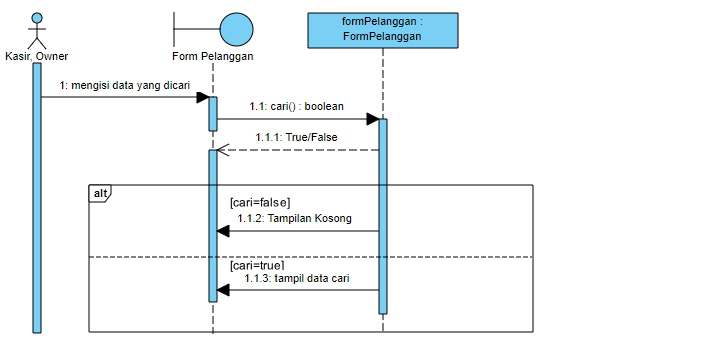 formPelanggan :
FormPelanggan
Kasir, Owner
Form Pelanggan
1: mengisi data yang dicari
1.1: cari() : boolean
1.1.1: True/False
alt
[cari=false]
1.1.2: Tampilan Kosong
[cari=true]
1.1.3: tampil data cari